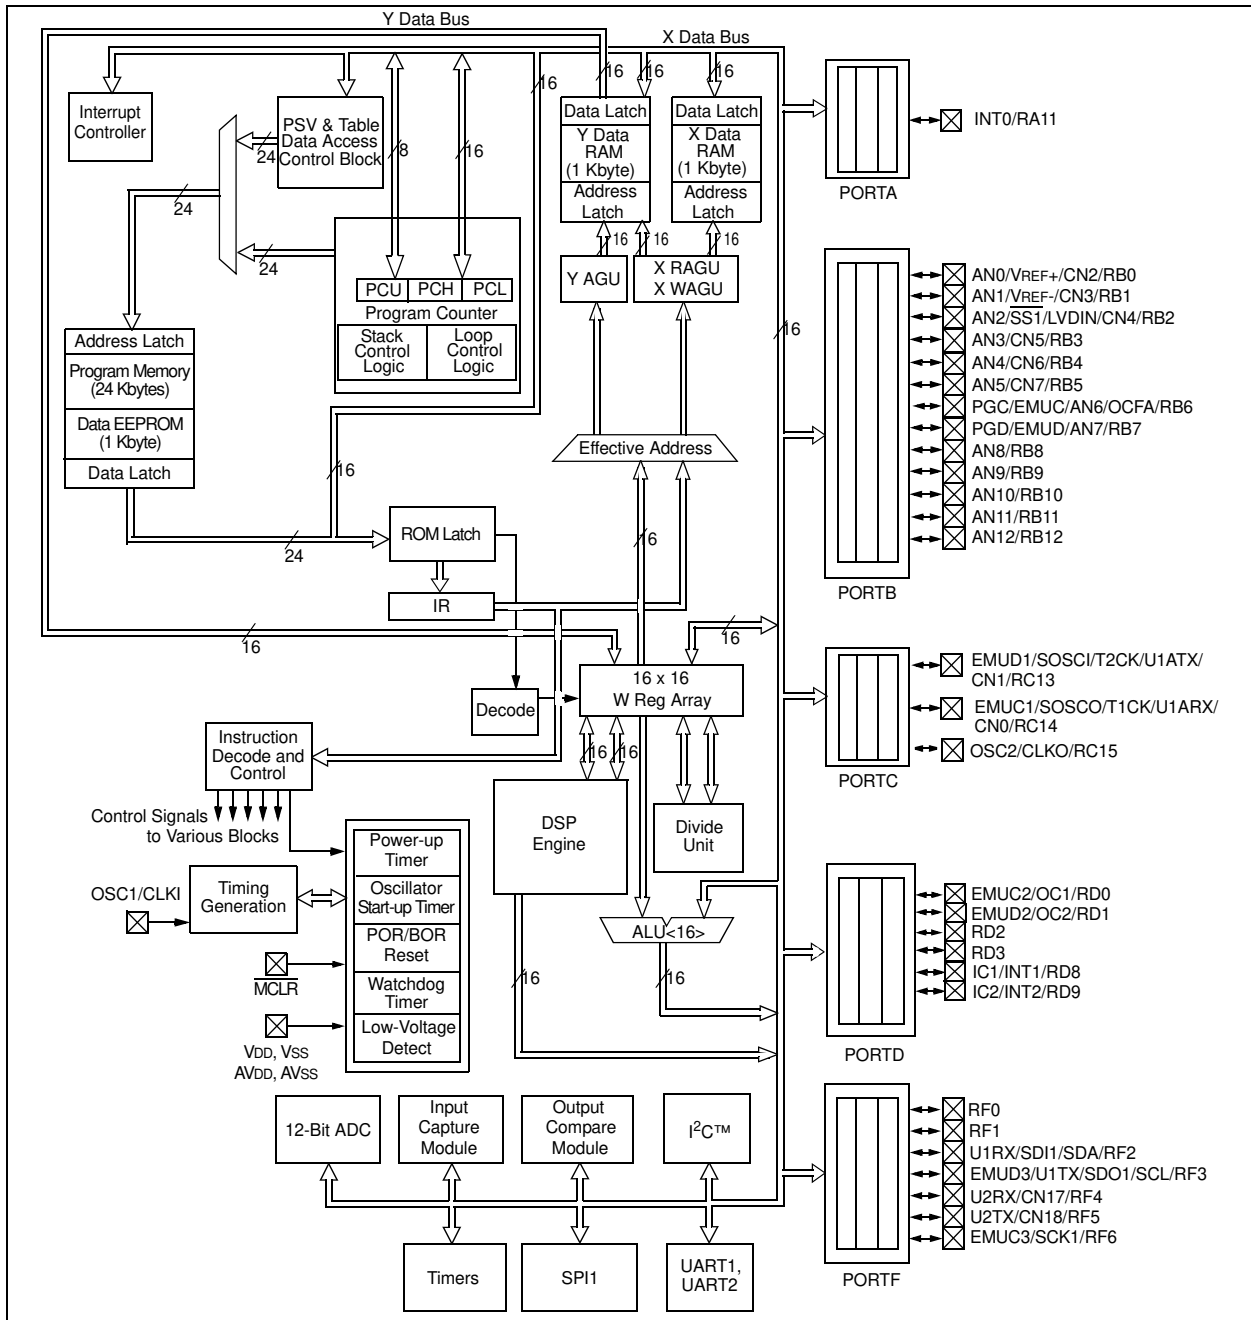 Y Data Bus
X Data Bus
16
16
16
16
Interrupt
Controller
PSV & Table
Data Access
Control Block
24
8
16
24
24
Data Latch
Y Data
RAM
(1 Kbyte)
Address
Latch
Data Latch
X Data
RAM
(1 Kbyte)
Address
Latch
16
16
16
Y AGU
X RAGU
X WAGU
PCU
PCH
PCL
Program Counter
Stack
Control
Logic
Loop
Control
Logic
Address Latch
Program Memory
(24 Kbytes)
Data EEPROM
(1 Kbyte)
Data Latch
16
16
Effective Address
24
ROM Latch
16
IR
16
16
16 x 16
W Reg Array
Decode
Instruction
Decode and
Control
16
16
Control Signals
to Various Blocks
DSP
Engine
Divide
Unit
Power-up
Timer
Oscillator
Start-up Timer
POR/BOR
Reset
Watchdog
Timer
Low-Voltage
Detect
OSC1/CLKI
Timing
Generation
MCLR
VDD, VSS
AVDD, AVSS
ALU<16>
16
16
12-Bit ADC
Input
Capture
Module
Output
Compare
Module
I2C™
Timers
SPI1
UART1,
UART2
INT0/RA11
PORTA
AN0/VREF+/CN2/RB0
AN1/VREF-/CN3/RB1
AN2/SS1/LVDIN/CN4/RB2
AN3/CN5/RB3
AN4/CN6/RB4
AN5/CN7/RB5
PGC/EMUC/AN6/OCFA/RB6
PGD/EMUD/AN7/RB7
AN8/RB8
AN9/RB9
AN10/RB10
AN11/RB11
AN12/RB12
PORTB
EMUD1/SOSCI/T2CK/U1ATX/
CN1/RC13
EMUC1/SOSCO/T1CK/U1ARX/
CN0/RC14
OSC2/CLKO/RC15
PORTC
EMUC2/OC1/RD0
EMUD2/OC2/RD1
RD2
RD3
IC1/INT1/RD8
IC2/INT2/RD9
PORTD
RF0
RF1
U1RX/SDI1/SDA/RF2
EMUD3/U1TX/SDO1/SCL/RF3
U2RX/CN17/RF4
U2TX/CN18/RF5
EMUC3/SCK1/RF6
PORTF